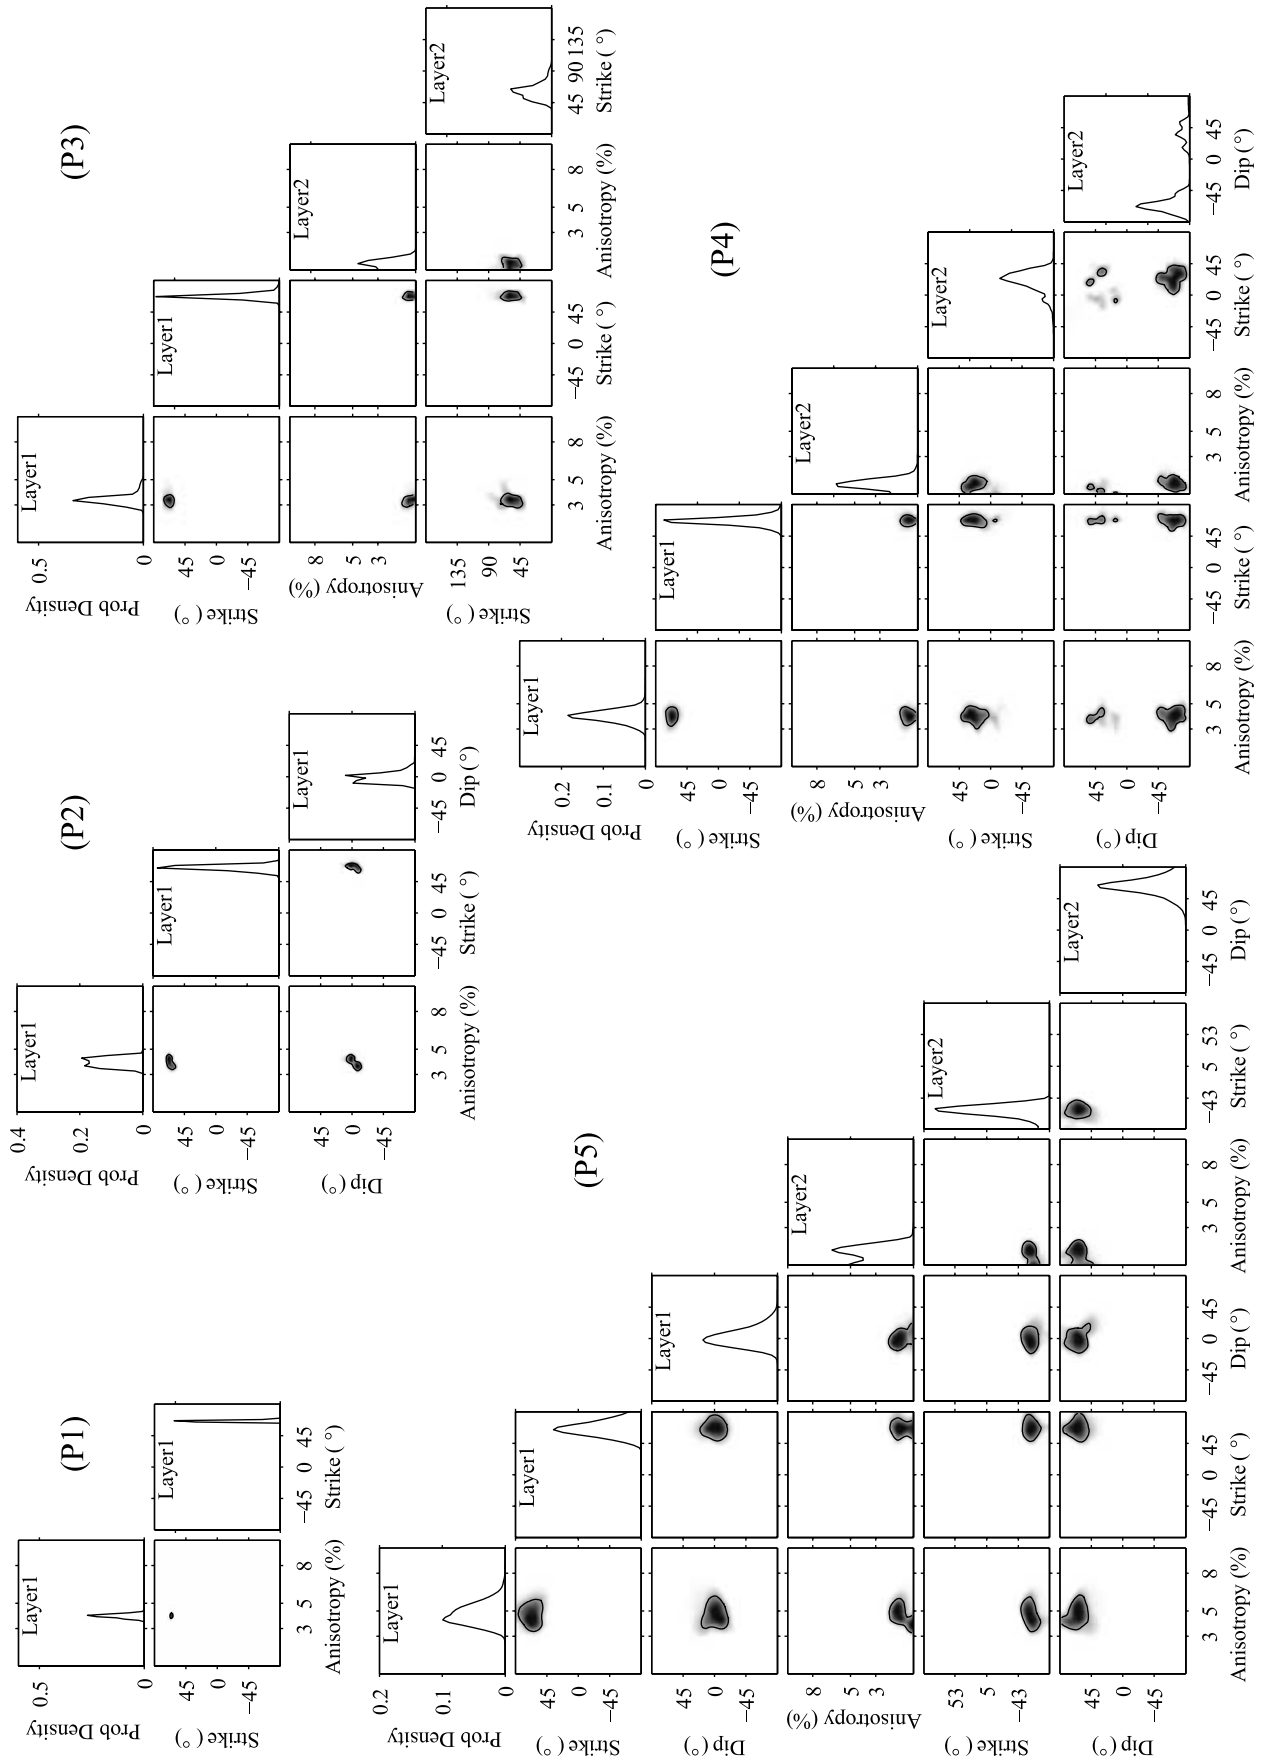 (P1)
Prob Density
0.5
0
Layer1
Strike (°)
45 0 −45
Layer1
3 5 8
Anisotropy (%)
−45 0 45
Strike (°)
(P2)
Prob Density
0.4
0.2
0
Layer1
Strike (°)
45 0 −45
Layer1
Dip (°)
45 0 −45
Layer1
3 5 8
Anisotropy (%)
−45 0 45
Strike (°)
−45 0 45
Dip (°)
(P3)
Prob Density
0.5
0
Layer1
Strike (°)
45 0 −45
Layer1
Anisotropy (%)
8 5 3
Layer2
Strike (°)
135 90 45
Layer2
3 5 8
Anisotropy (%)
−45 0 45
Strike (°)
3 5 8
Anisotropy (%)
45 90 135
Strike (°)
(P4)
Prob Density
0.2
0.1
0
Layer1
Strike (°)
45 0 −45
Layer1
Anisotropy (%)
8 5 3
Layer2
Strike (°)
45 0 −45
Layer2
Dip (°)
45 0 −45
Layer2
3 5 8
Anisotropy (%)
−45 0 45
Strike (°)
3 5 8
Anisotropy (%)
−45 0 45
Strike (°)
−45 0 45
Dip (°)
(P5)
Prob Density
0.2
0.1
0
Layer1
Strike (°)
45 0 −45
Layer1
Dip (°)
45 0 −45
Layer1
Anisotropy (%)
8 5 3
Layer2
Strike (°)
53 5 −43
Layer2
Dip (°)
45 0 −45
Layer2
3 5 8
Anisotropy (%)
−45 0 45
Strike (°)
−45 0 45
Dip (°)
3 5 8
Anisotropy (%)
−43 5 53
Strike (°)
−45 0 45
Dip (°)